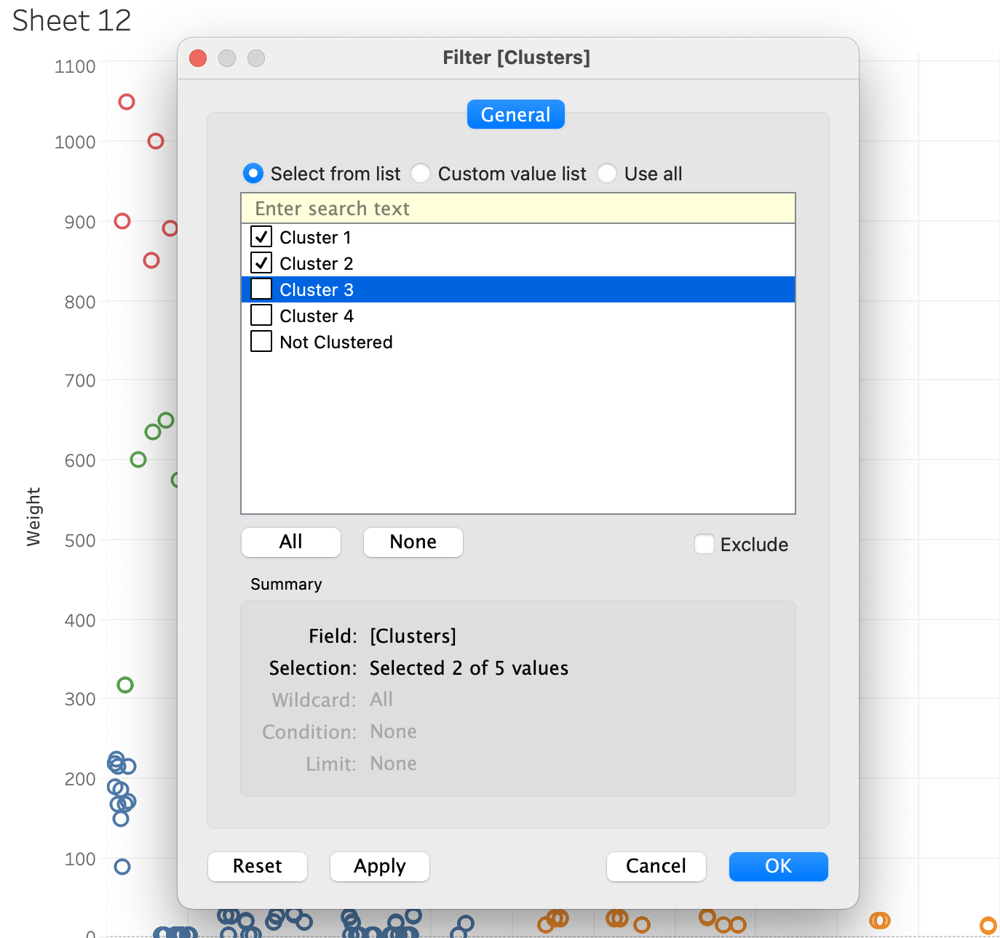 Sheet 12
Filter [Clusters]
General
Select from list Custom value list Use all
Enter search text
Cluster 1
Cluster 2
Cluster 3
Cluster 4
Not Clustered
All None Exclude
Summary
Field: [Clusters]
Selection: Selected 2 of 5 values
Wildcard: All
Condition: None
Limit: None
Reset Apply Cancel OK
Weight
1100
1000
900
800
700
600
500
400
300
200
100
0